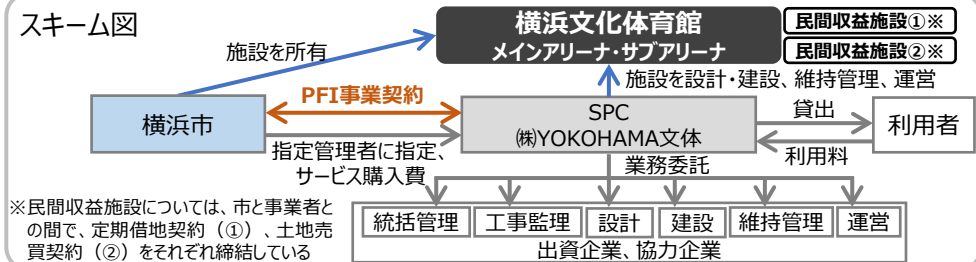 スキーム図
横浜文化体育館
メインアリーナ・サブアリーナ
民間収益施設①※
民間収益施設②※
施設を所有
施設を設計・建設、維持管理、運営
PFI事業契約
横浜市
SPC
㈱YOKOHAMA文体
貸出
利用料
利用者
指定管理者に指定、
サービス購入費
業務委託
統括管理
工事監理
設計
建設
維持管理
運営
出資企業、協力企業
※民間収益施設については、市と事業者と
の間で、定期借地契約（①）、土地売
買契約（②）をそれぞれ締結している